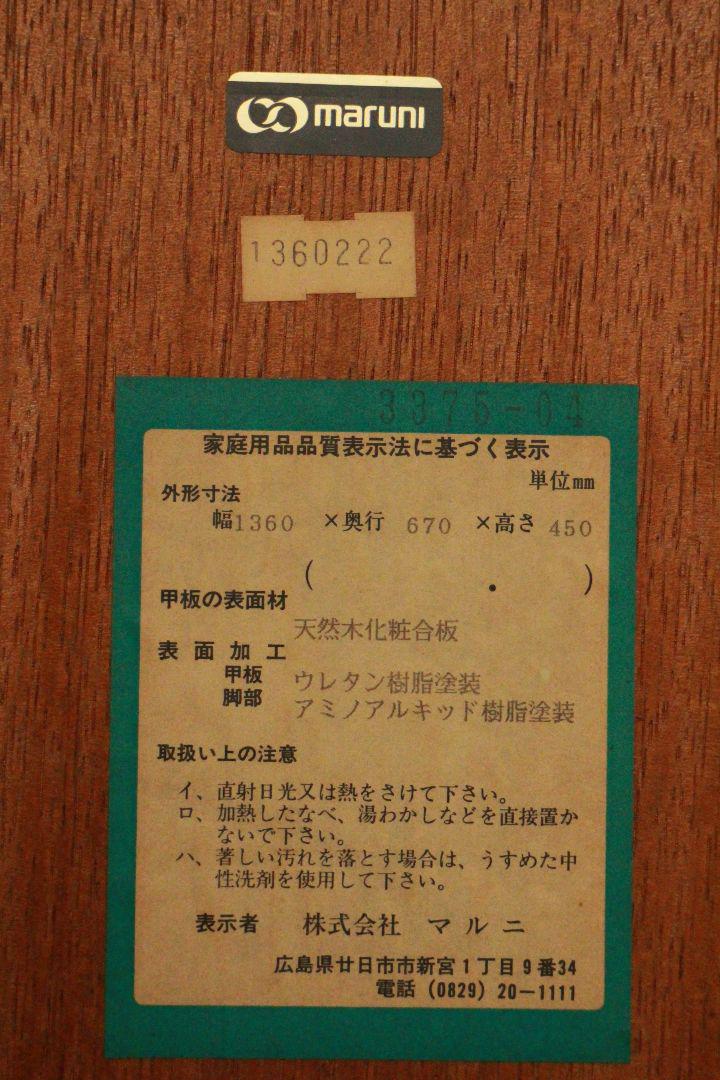 maruni
1360222
3375-04
家庭用品品質表示法に基づく表示
単位mm
外形寸法
幅1360 ×奥行 670 ×高さ 450
( . )
甲板の表面材
天然木化粧合板
表面加工
甲板 ウレタン樹脂塗装
脚部 アミノアルキッド樹脂塗装
取扱い上の注意
イ、直射日光又は熱をさけて下さい。
ロ、加熱したなべ、湯わかしなどを直接置か
ないで下さい。
ハ、著しい汚れを落とす場合は、うすめた中
性洗剤を使用して下さい。
表示者 株式会社 マルニ
広島県廿日市市新宮1丁目9番34
電話 (0829) 20-1111